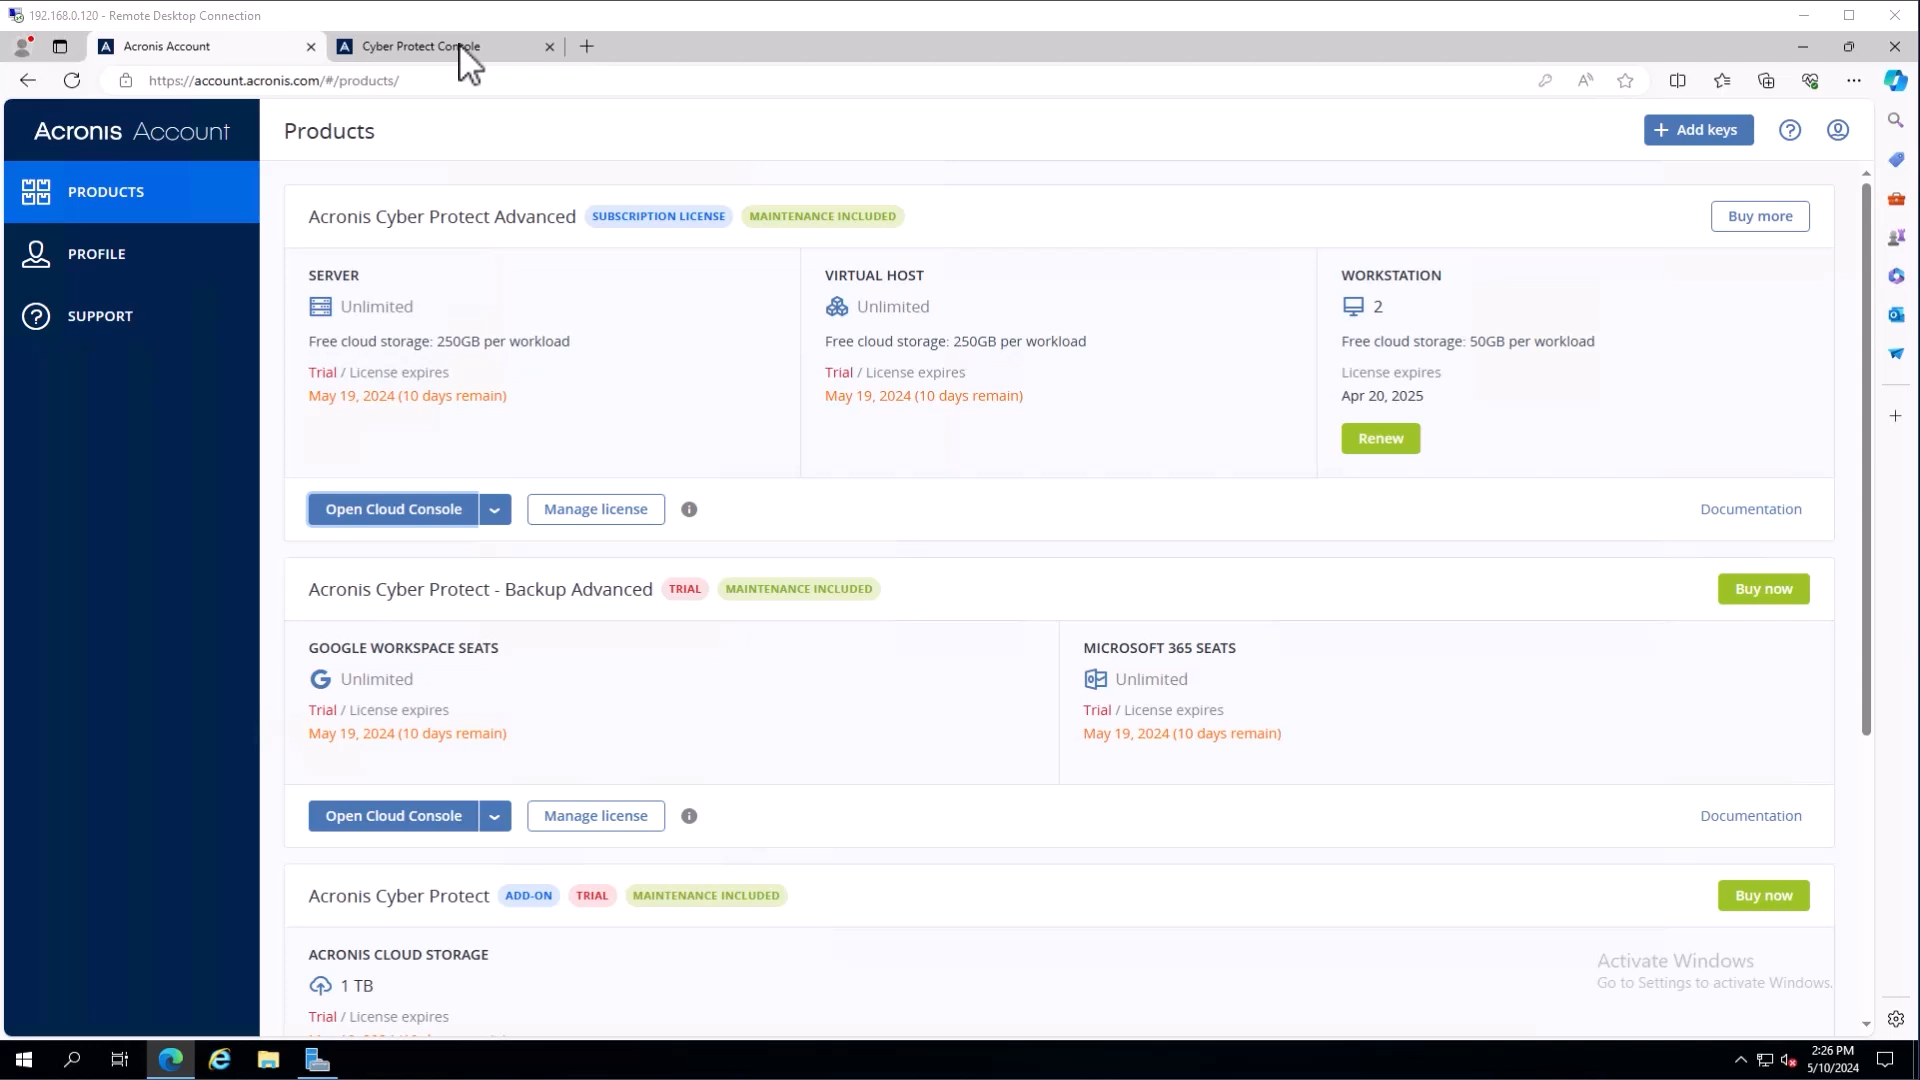 192.168.0.120 - Remote Desktop Connection
Acronis Account
Cyber Protect Console
https://account.acronis.com/#/products/
Acronis Account
Products
Add keys
PRODUCTS
PROFILE
SUPPORT
Acronis Cyber Protect Advanced SUBSCRIPTION LICENSE MAINTENANCE INCLUDED
Buy more
SERVER
Unlimited
Free cloud storage: 250GB per workload
Trial / License expires
May 19, 2024 (10 days remain)
VIRTUAL HOST
Unlimited
Free cloud storage: 250GB per workload
Trial / License expires
May 19, 2024 (10 days remain)
WORKSTATION
2
Free cloud storage: 50GB per workload
License expires
Apr 20, 2025
Renew
Open Cloud Console
Manage license
Documentation
Acronis Cyber Protect - Backup Advanced TRIAL MAINTENANCE INCLUDED
Buy now
GOOGLE WORKSPACE SEATS
Unlimited
Trial / License expires
May 19, 2024 (10 days remain)
MICROSOFT 365 SEATS
Unlimited
Trial / License expires
May 19, 2024 (10 days remain)
Open Cloud Console
Manage license
Documentation
Acronis Cyber Protect ADD-ON TRIAL MAINTENANCE INCLUDED
Buy now
ACRONIS CLOUD STORAGE
1 TB
Trial / License expires
Activate Windows
Go to Settings to activate Windows.
2:26 PM
5/10/2024